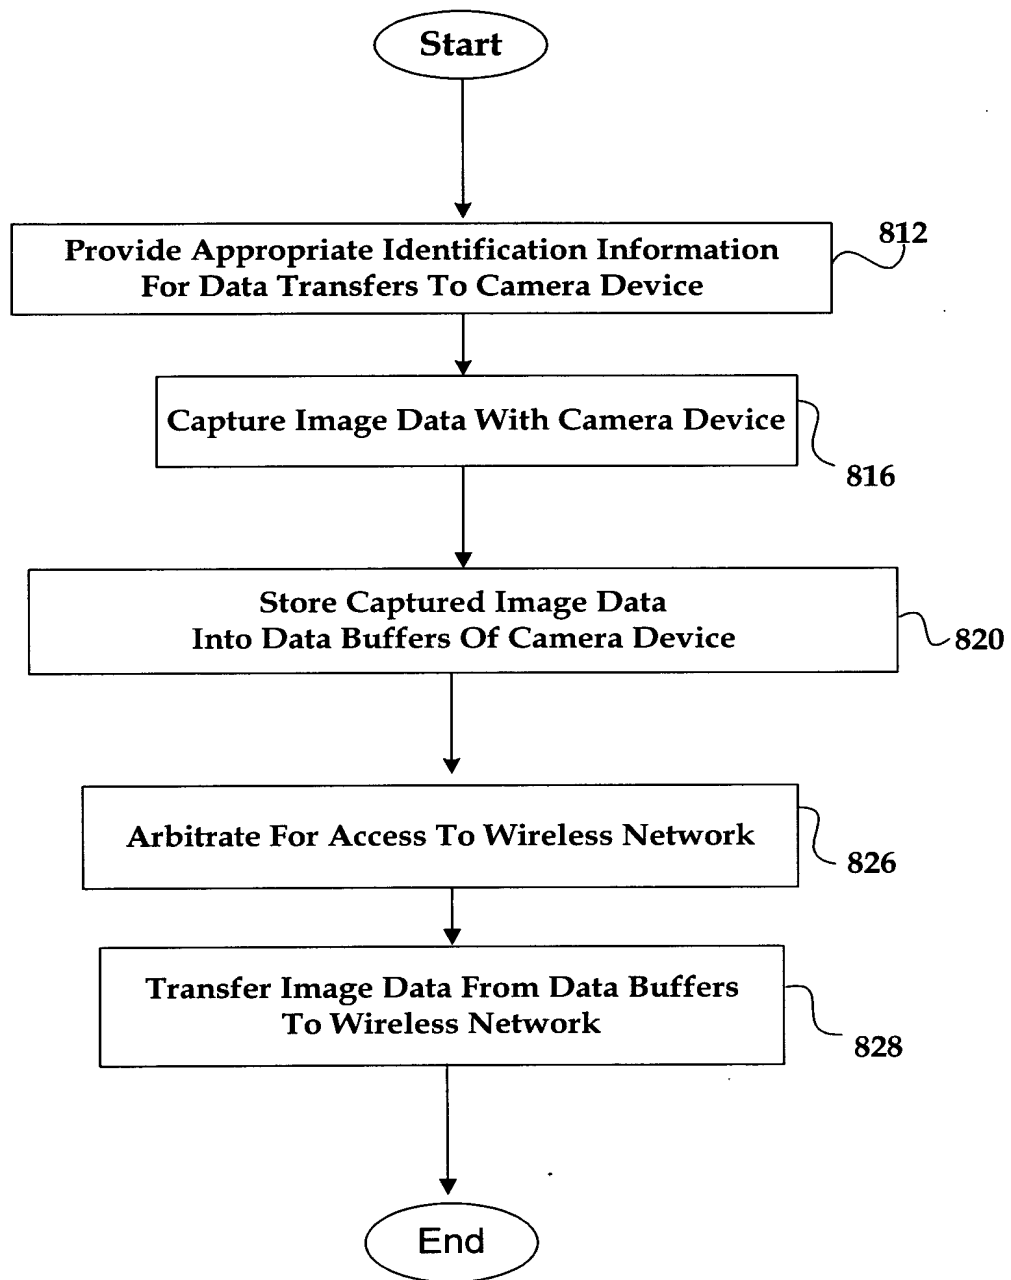 Start
Provide Appropriate Identification Information
For Data Transfers To Camera Device
812
Capture Image Data With Camera Device
816
Store Captured Image Data
Into Data Buffers Of Camera Device
820
Arbitrate For Access To Wireless Network
826
Transfer Image Data From Data Buffers
To Wireless Network
828
End